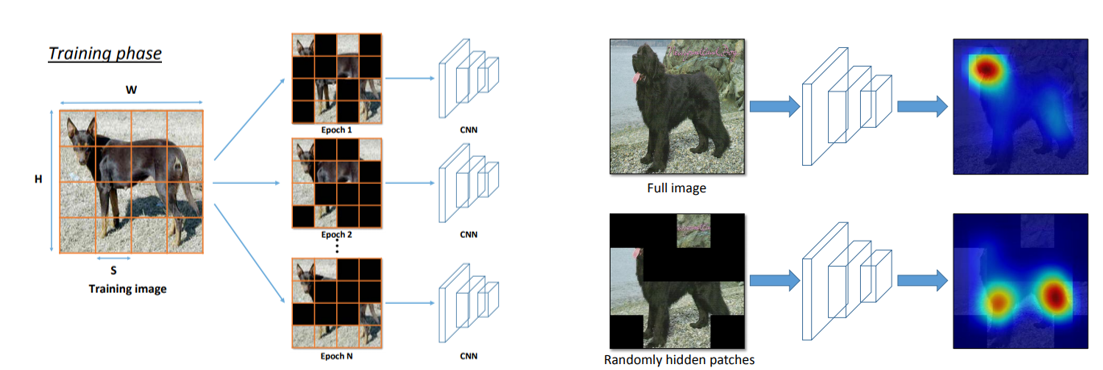 Training phase
W
H
S
Training image
Epoch 1
CNN
Epoch 2
CNN
Epoch N
CNN
Full image
Randomly hidden patches